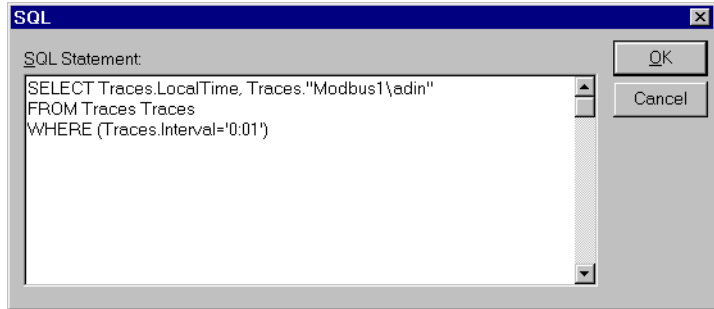 SQL
SQL Statement:
OK
SELECT Traces.LocalTime, Traces."Modbus1\adin"
FROM Traces Traces
WHERE (Traces.Interval='0:01')
Cancel